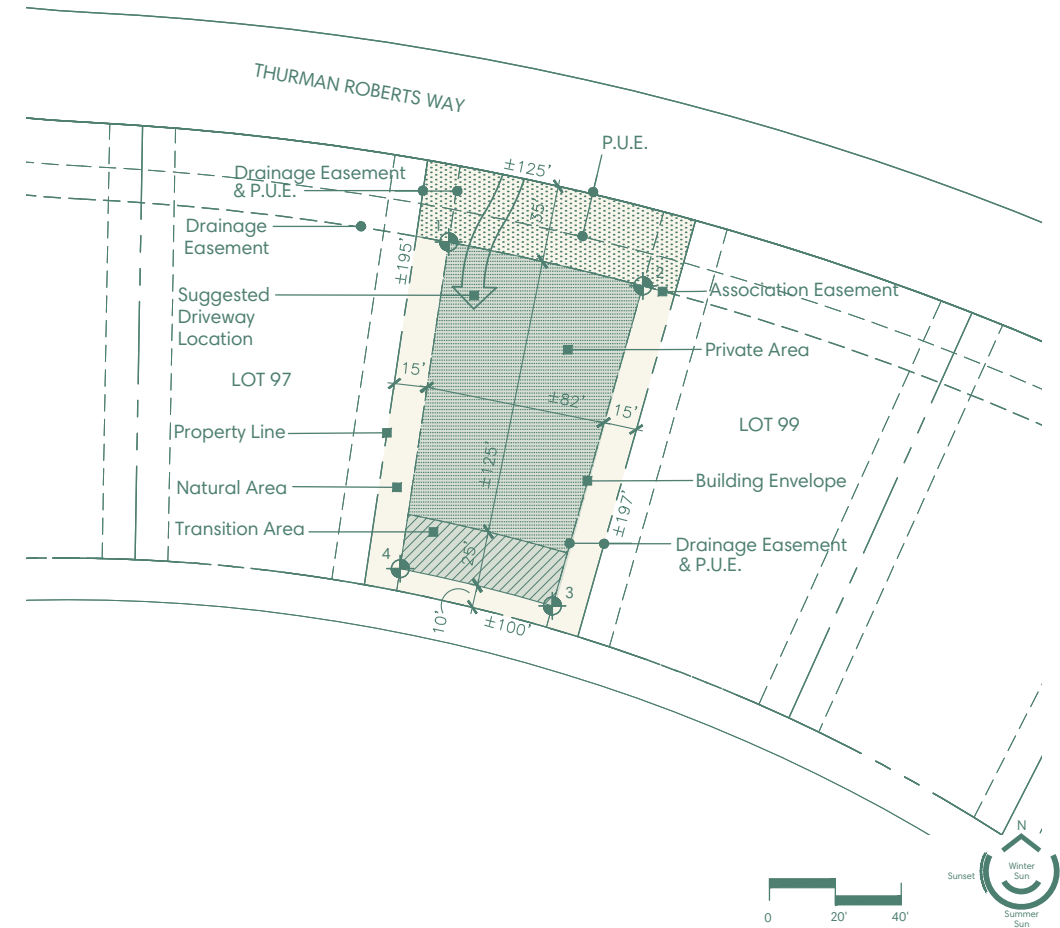 THURMAN ROBERTS WAY
P.U.E.
±125'
Drainage Easement
& P.U.E.
35'
Drainage
Easement
1
±195'
2
Association Easement
Suggested
Driveway
Location
Private Area
15'
LOT 97
±82'
15'
LOT 99
Property Line
±125'
Natural Area
Building Envelope
±197'
Transition Area
Drainage Easement
& P.U.E.
4
25'
3
10'
±100'
N
Winter
Sun
Sunset
Summer
Sun
0 20' 40'